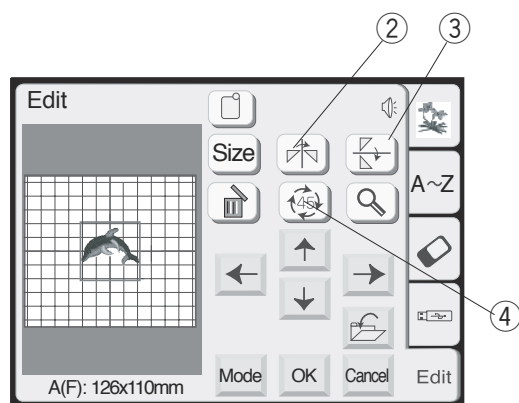 ② ③
Edit
Size
A~Z
45
④
Mode OK Cancel Edit
A(F): 126x110mm